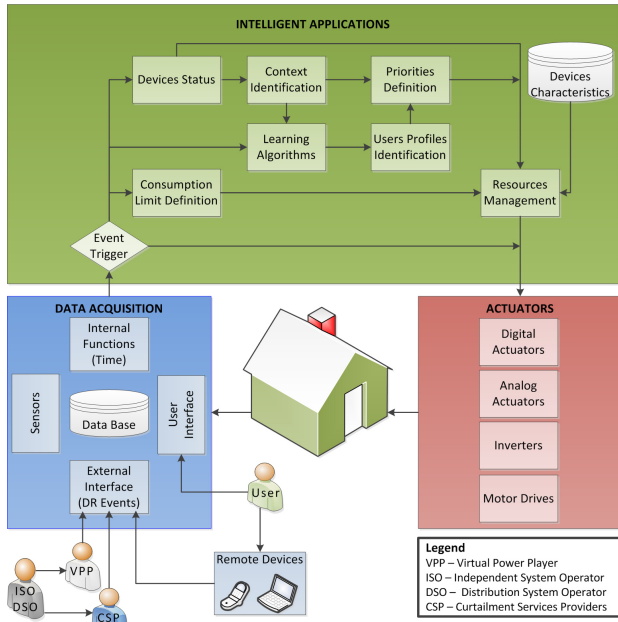 INTELLIGENT APPLICATIONS
Devices Status
Context
Identification
Priorities
Definition
Devices
Characteristics
Learning
Algorithms
Users Profiles
Identification
Consumption
Limit Definition
Resources
Management
Event
Trigger
DATA ACQUISITION
Internal
Functions
(Time)
Sensors
Data Base
User
Interface
External
Interface
(DR Events)
ACTUATORS
Digital
Actuators
Analog
Actuators
Inverters
Motor Drives
User
Remote Devices
VPP
ISO
DSO
CSP
Legend
VPP – Virtual Power Player
ISO – Independent System Operator
DSO – Distribution System Operator
CSP – Curtailment Services Providers